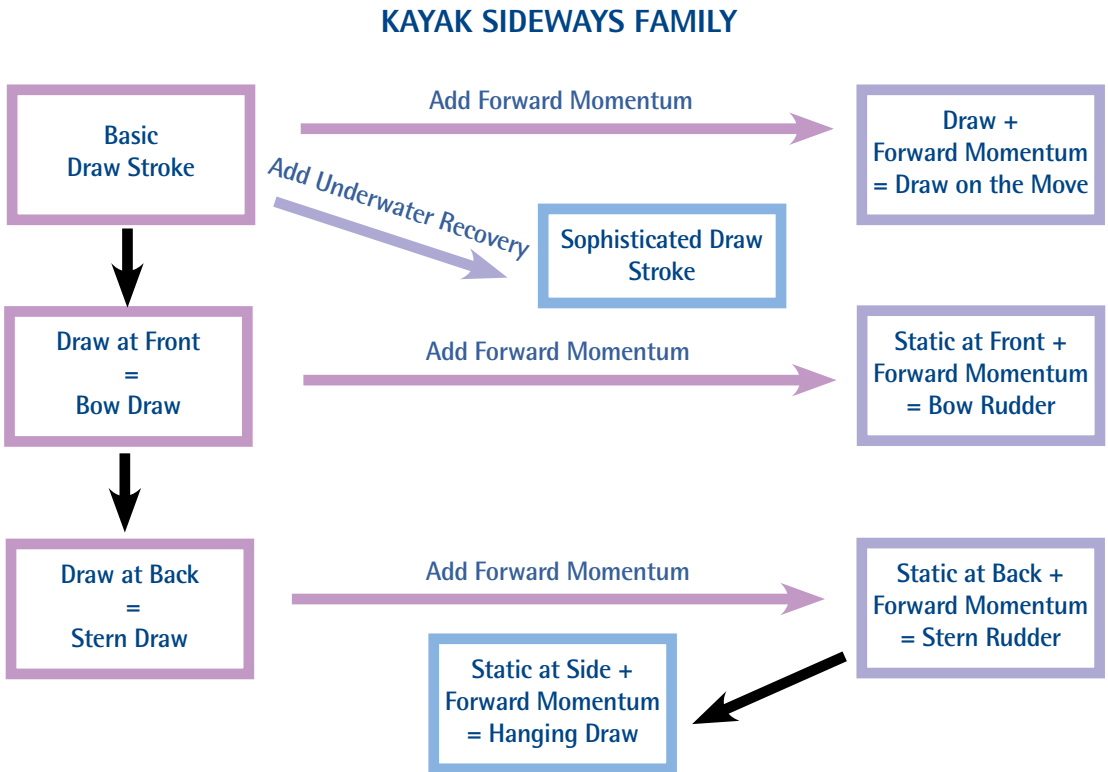 KAYAK SIDEWAYS FAMILY
Basic
Draw Stroke
Add Forward Momentum
Draw +
Forward Momentum
= Draw on the Move
Add Underwater Recovery
Sophisticated Draw
Stroke
Draw at Front
=
Bow Draw
Add Forward Momentum
Static at Front +
Forward Momentum
= Bow Rudder
Draw at Back
=
Stern Draw
Add Forward Momentum
Static at Back +
Forward Momentum
= Stern Rudder
Static at Side +
Forward Momentum
= Hanging Draw